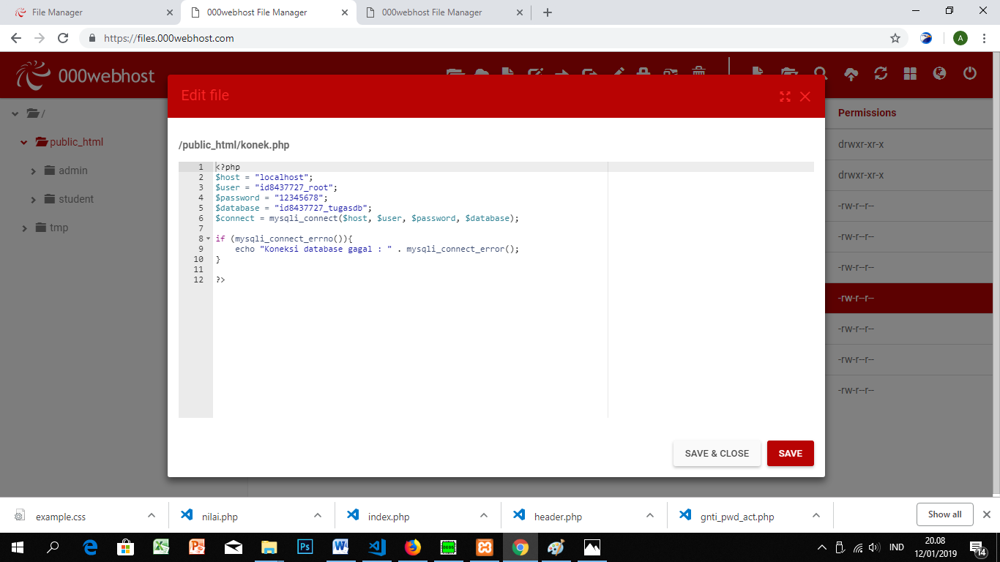 File Manager
000webhost File Manager
000webhost File Manager
https://files.000webhost.com
A
000webhost
Edit file
/
public_html
admin
student
tmp
Permissions
drwxr-xr-x
drwxr-xr-x
-rw-r--r--
-rw-r--r--
-rw-r--r--
-rw-r--r--
-rw-r--r--
-rw-r--r--
-rw-r--r--
/public_html/konek.php
1 <?php
2 $host = "localhost";
3 $user = "id8437727_root";
4 $password = "12345678";
5 $database = "id8437727_tugasdb";
6 $connect = mysqli_connect($host, $user, $password, $database);
7
8 if (mysqli_connect_errno()){
9 echo "Koneksi database gagal : " . mysqli_connect_error();
10 }
11
12 ?>
SAVE & CLOSE
SAVE
example.css
nilai.php
index.php
header.php
gnti_pwd_act.php
Show all
Ps
IND
20.08
12/01/2019
14